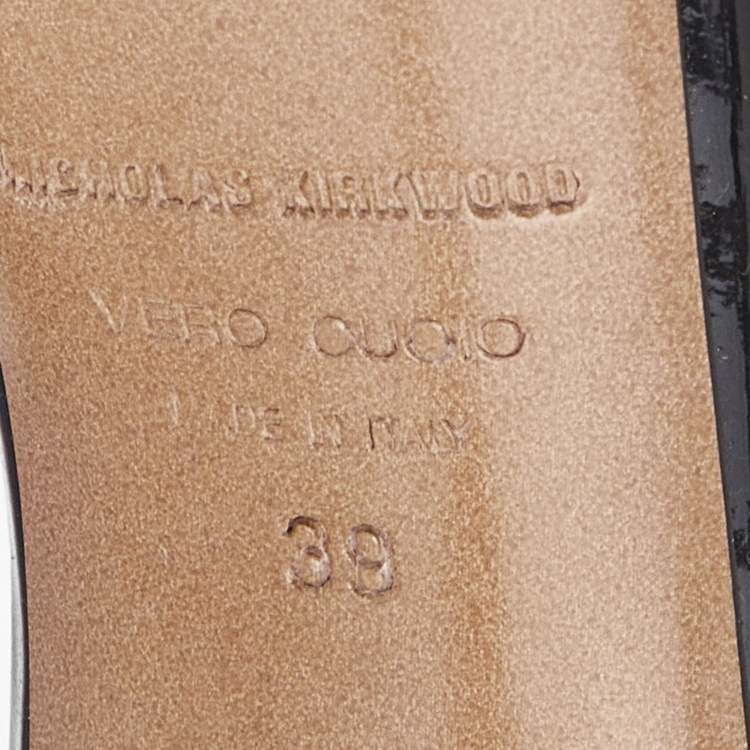 NICHOLAS KIRKWOOD
VERO CUOIO
MADE IN ITALY
39